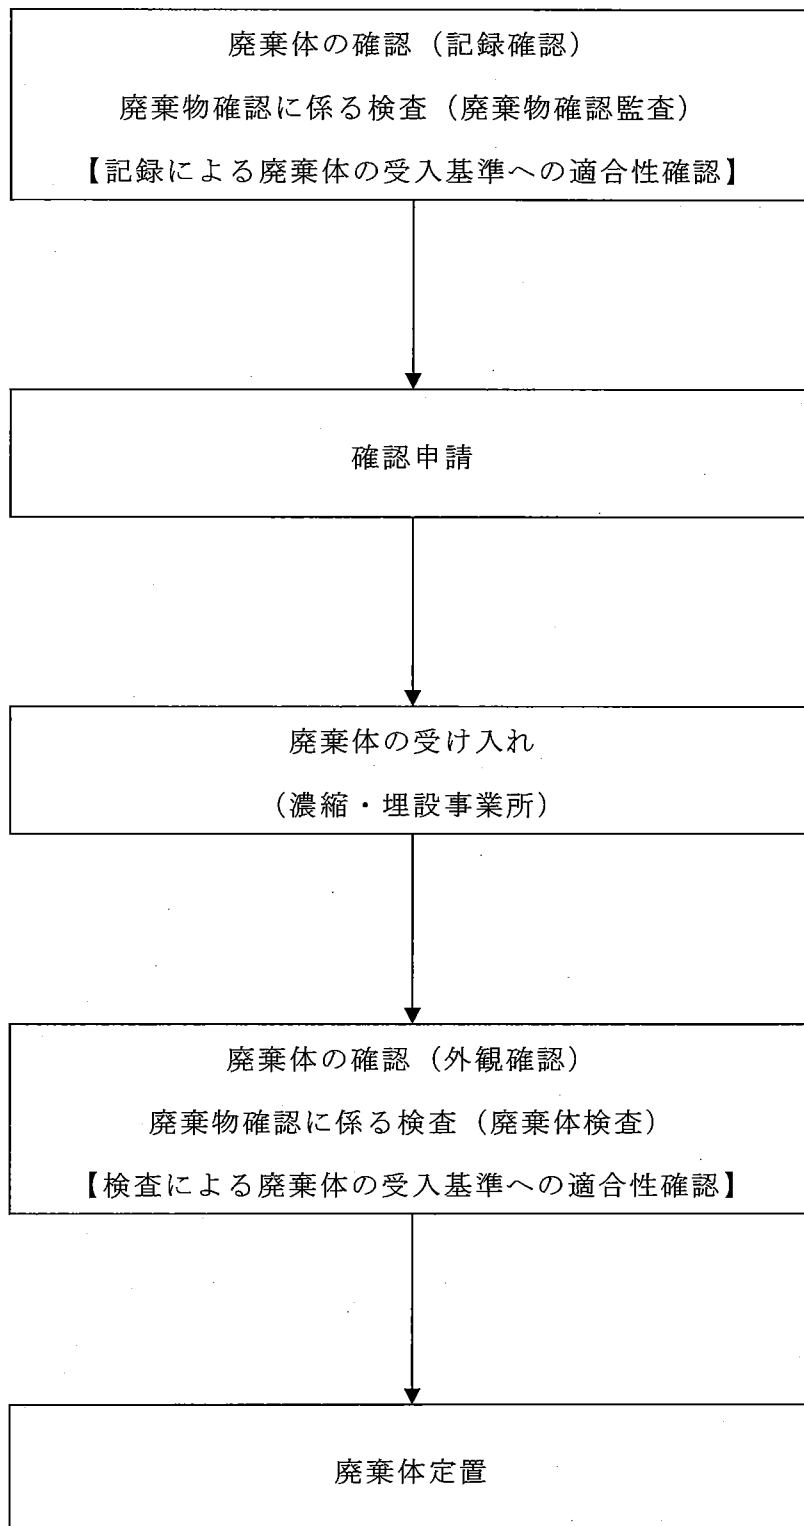 廃棄体の確認（記録確認）
廃棄物確認に係る検査（廃棄物確認監査）
【記録による廃棄体の受入基準への適合性確認】
確認申請
廃棄体の受け入れ
（濃縮・埋設事業所）
廃棄体の確認（外観確認）
廃棄物確認に係る検査（廃棄体検査）
【検査による廃棄体の受入基準への適合性確認】
廃棄体定置